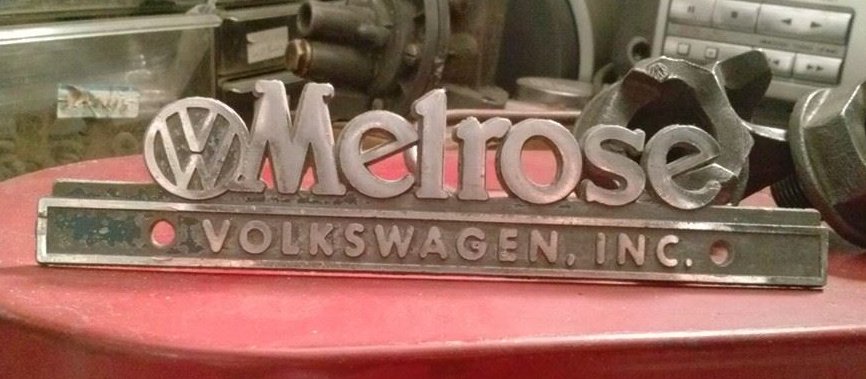 VW Melrose
VOLKSWAGEN, INC.